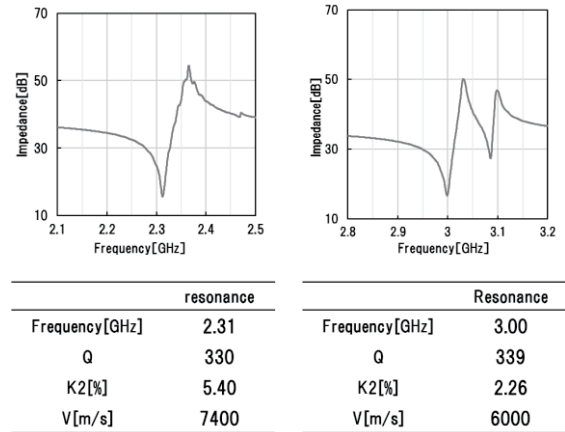 70
50
30
10
Impedance[dB]
2.1 2.2 2.3 2.4 2.5
Frequency[GHz]
resonance
Frequency[GHz] 2.31
Q 330
K2[%] 5.40
V[m/s] 7400
70
50
30
10
Impedance[dB]
2.8 2.9 3 3.1 3.2
Frequency[GHz]
Resonance
Frequency[GHz] 3.00
Q 339
K2[%] 2.26
V[m/s] 6000